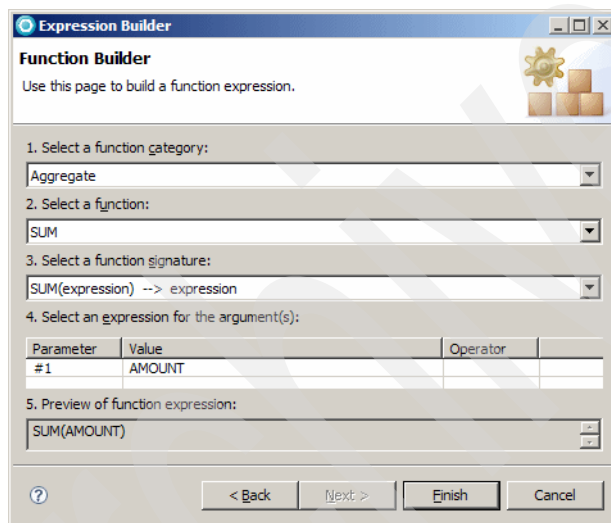 Expression Builder
Function Builder
Use this page to build a function expression.
1. Select a function category:
Aggregate
2. Select a function:
SUM
3. Select a function signature:
SUM(expression) --> expression
4. Select an expression for the argument(s):
Parameter Value Operator
#1 AMOUNT
5. Preview of function expression:
SUM(AMOUNT)
? < Back Next > Finish Cancel